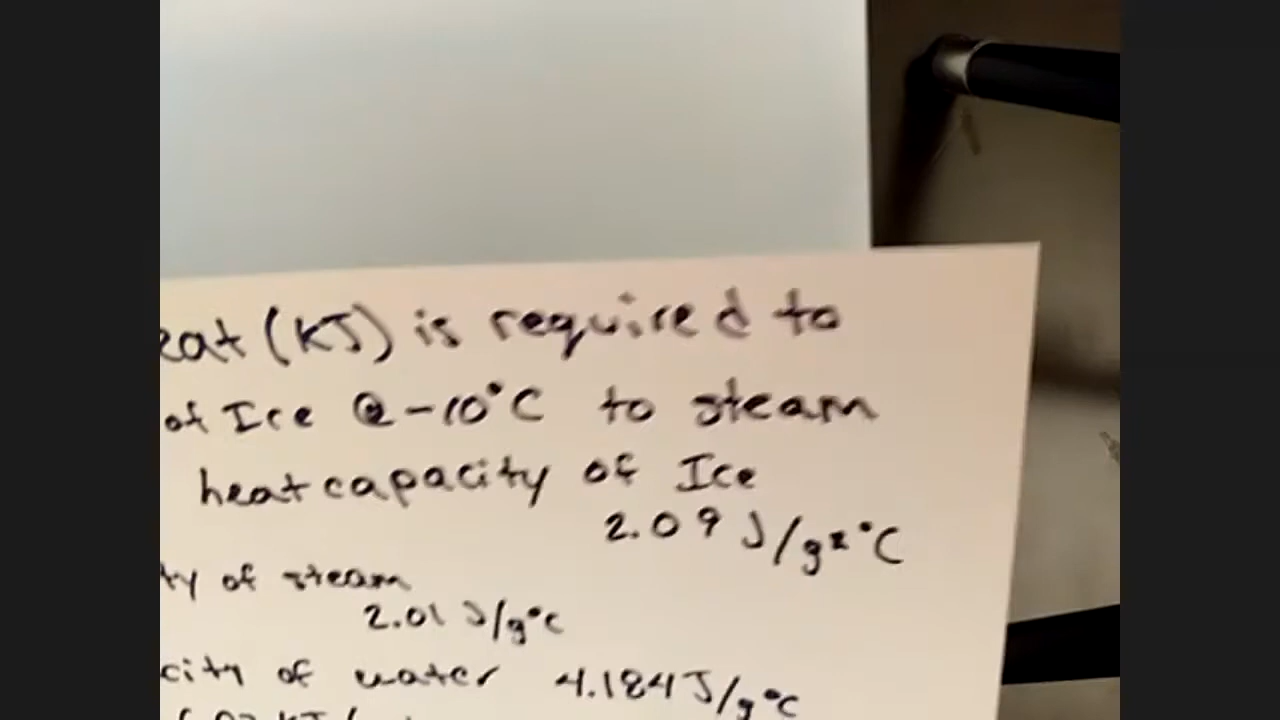 eat (KJ) is required to
of Ice @ -10°C to steam
heat capacity of Ice
2.09 J/g*°C
ty of steam
2.01 J/g°C
city of water 4.184 J/g°C